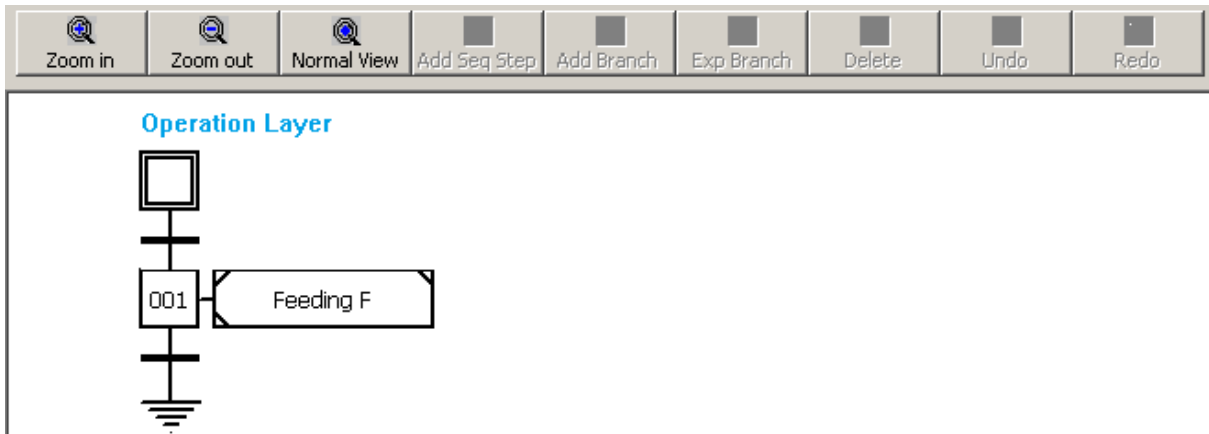 Zoom in Zoom out Normal View Add Seq Step Add Branch Exp Branch Delete Undo Redo
Operation Layer
001 Feeding F